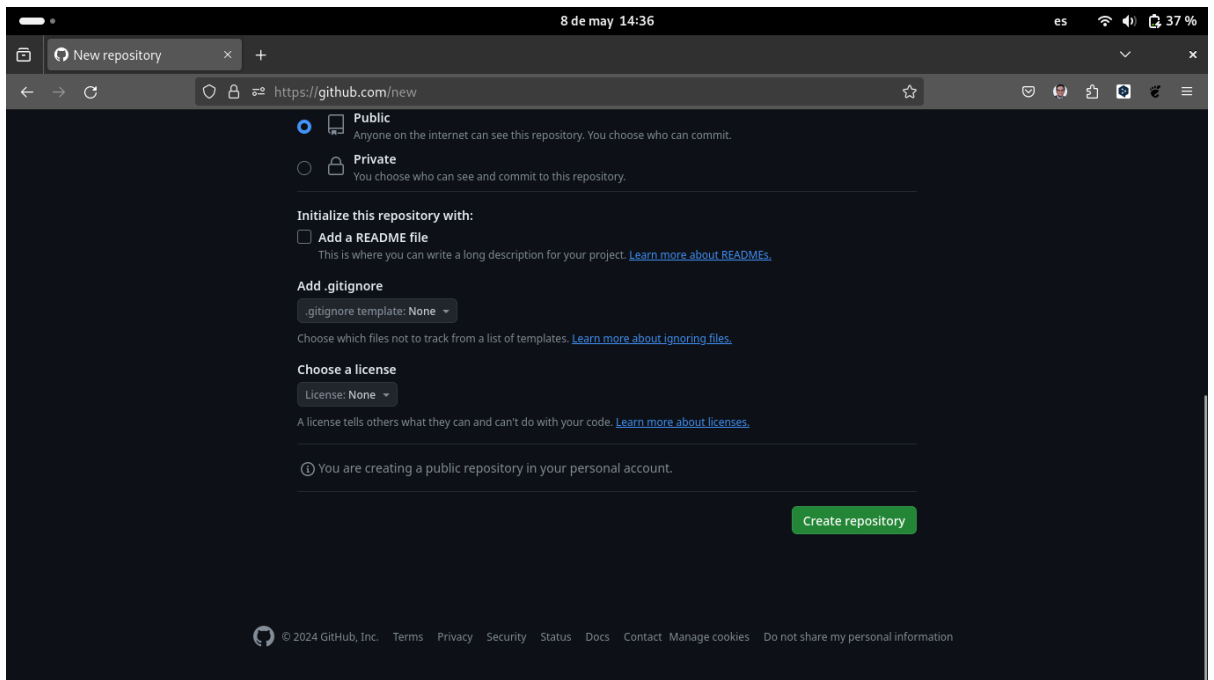 8 de may 14:36
es
37 %
New repository
https://github.com/new
Public
Anyone on the internet can see this repository. You choose who can commit.
Private
You choose who can see and commit to this repository.
Initialize this repository with:
Add a README file
This is where you can write a long description for your project. Learn more about READMEs.
Add .gitignore
.gitignore template: None
Choose which files not to track from a list of templates. Learn more about ignoring files.
Choose a license
License: None
A license tells others what they can and can't do with your code. Learn more about licenses.
You are creating a public repository in your personal account.
Create repository
© 2024 GitHub, Inc. Terms Privacy Security Status Docs Contact Manage cookies Do not share my personal information